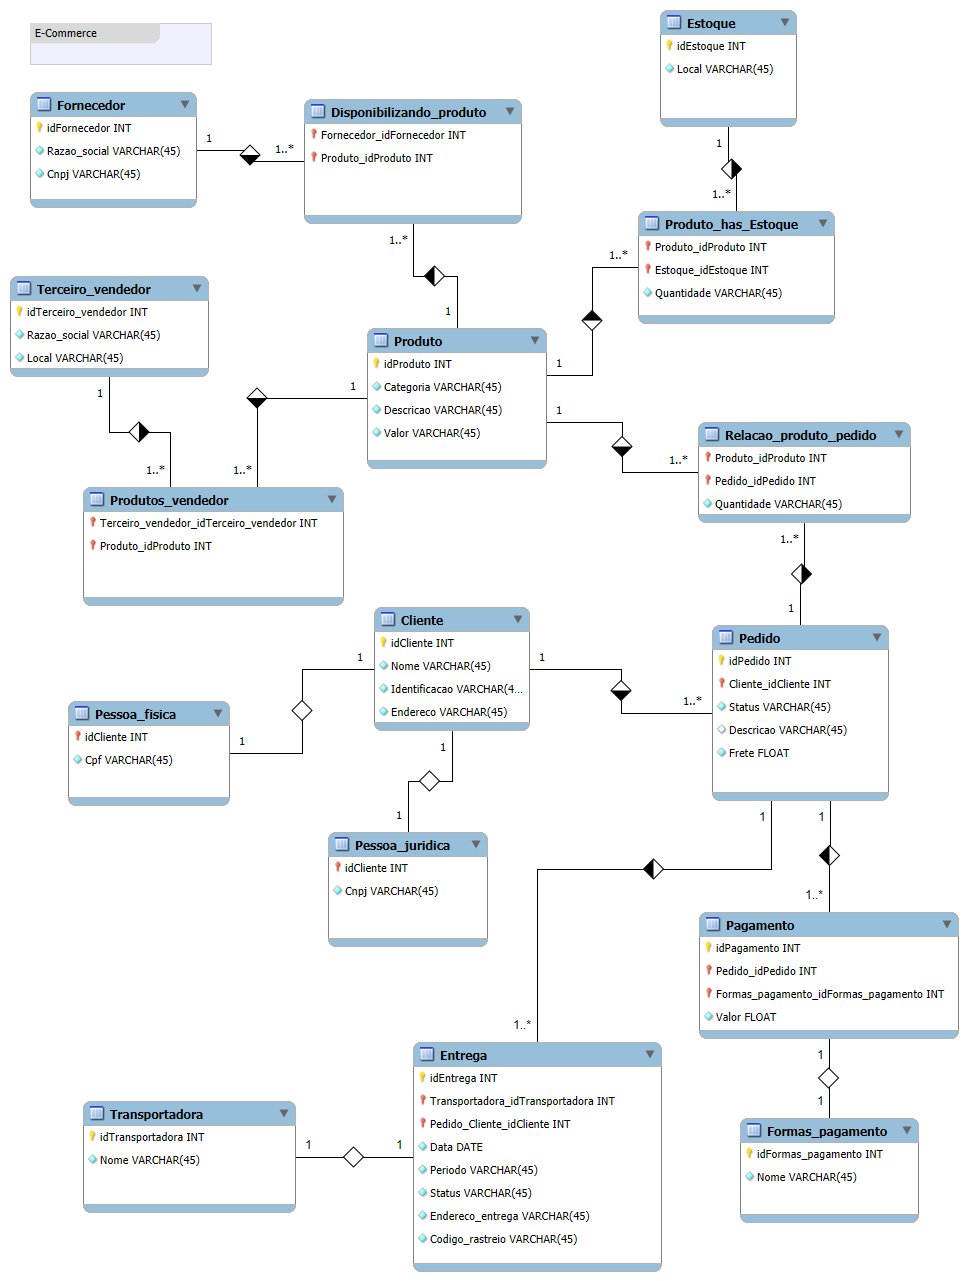 E-Commerce
Estoque
idEstoque INT
Local VARCHAR(45)
Fornecedor
idFornecedor INT
Razao_social VARCHAR(45)
Cnpj VARCHAR(45)
1
1..*
Disponibilizando_produto
Fornecedor_idFornecedor INT
Produto_idProduto INT
1
1..*
Produto_has_Estoque
Produto_idProduto INT
Estoque_idEstoque INT
Quantidade VARCHAR(45)
1..*
1
1..*
1
Terceiro_vendedor
idTerceiro_vendedor INT
Razao_social VARCHAR(45)
Local VARCHAR(45)
Produto
idProduto INT
Categoria VARCHAR(45)
Descricao VARCHAR(45)
Valor VARCHAR(45)
1
1..*
1
1..*
1
1..*
Relacao_produto_pedido
Produto_idProduto INT
Pedido_idPedido INT
Quantidade VARCHAR(45)
Produtos_vendedor
Terceiro_vendedor_idTerceiro_vendedor INT
Produto_idProduto INT
1..*
1
Cliente
idCliente INT
Nome VARCHAR(45)
Identificacao VARCHAR(4...
Endereco VARCHAR(45)
1
1..*
Pedido
idPedido INT
Cliente_idCliente INT
Status VARCHAR(45)
Descricao VARCHAR(45)
Frete FLOAT
1
1
Pessoa_fisica
idCliente INT
Cpf VARCHAR(45)
1
1
Pessoa_juridica
idCliente INT
Cnpj VARCHAR(45)
1
1..*
1
1..*
Pagamento
idPagamento INT
Pedido_idPedido INT
Formas_pagamento_idFormas_pagamento INT
Valor FLOAT
Entrega
idEntrega INT
Transportadora_idTransportadora INT
Pedido_Cliente_idCliente INT
Data DATE
Periodo VARCHAR(45)
Status VARCHAR(45)
Endereco_entrega VARCHAR(45)
Codigo_rastreio VARCHAR(45)
Transportadora
idTransportadora INT
Nome VARCHAR(45)
1
1
1
1
Formas_pagamento
idFormas_pagamento INT
Nome VARCHAR(45)